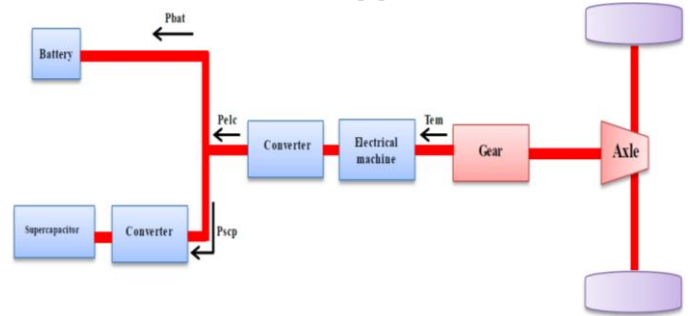 Pbat
Battery
Pelc
Tem
Converter
Electrical
machine
Gear
Axle
Supercapacitor
Converter
Pscp